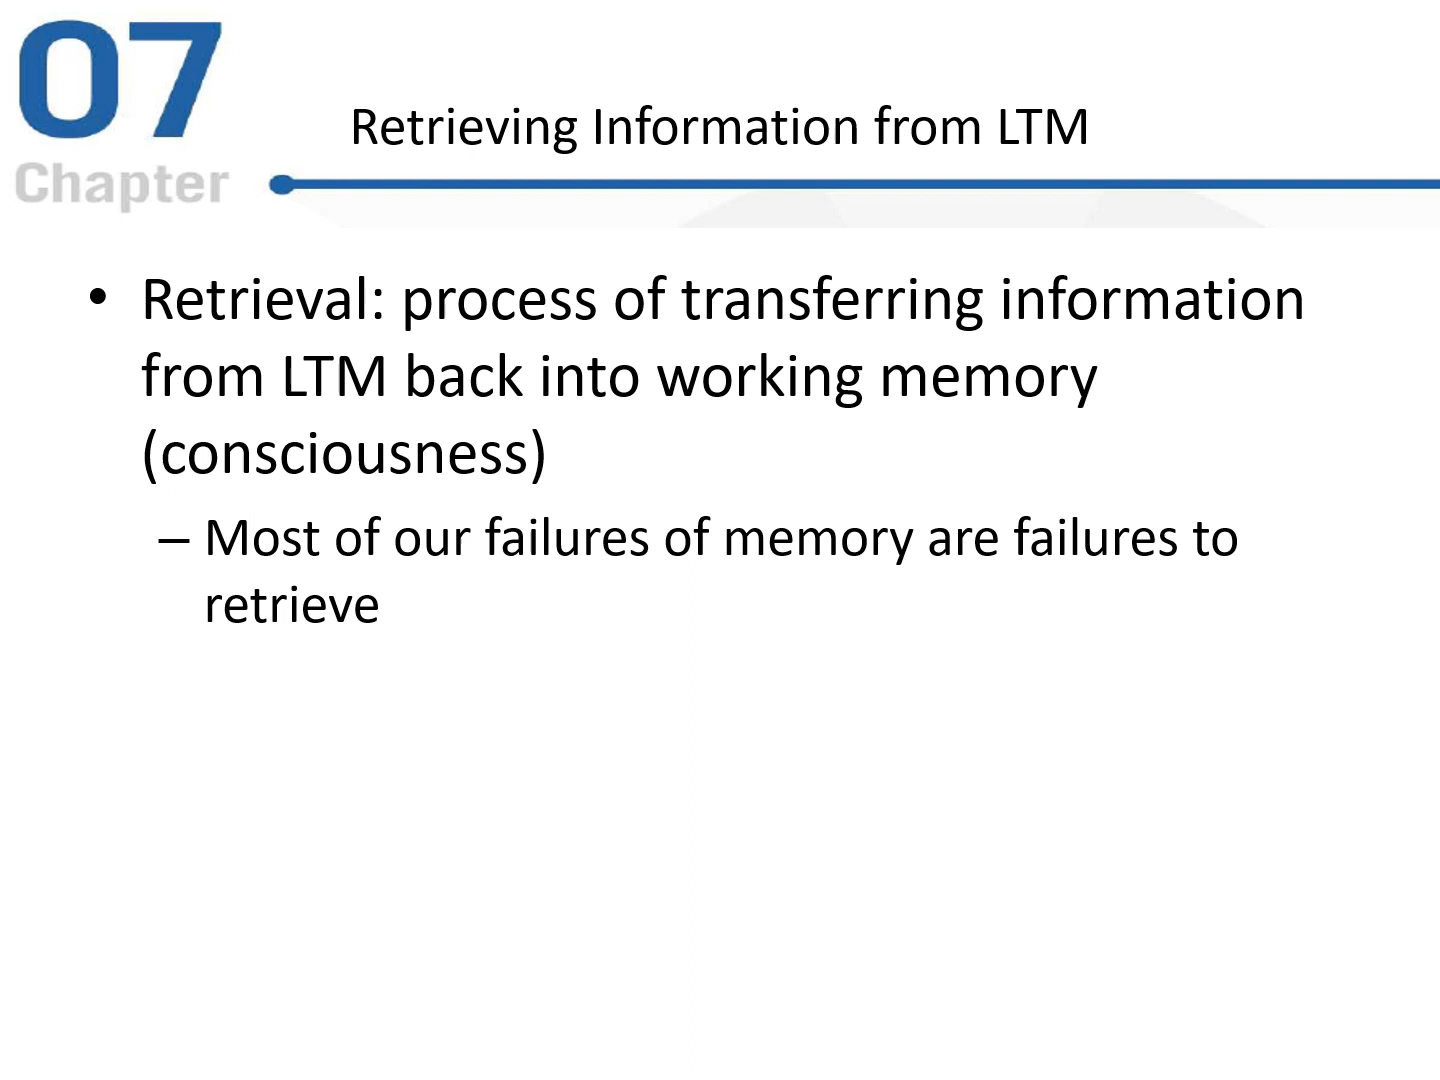 07
Chapter
Retrieving Information from LTM
• Retrieval: process of transferring information
from LTM back into working memory
(consciousness)
– Most of our failures of memory are failures to
retrieve